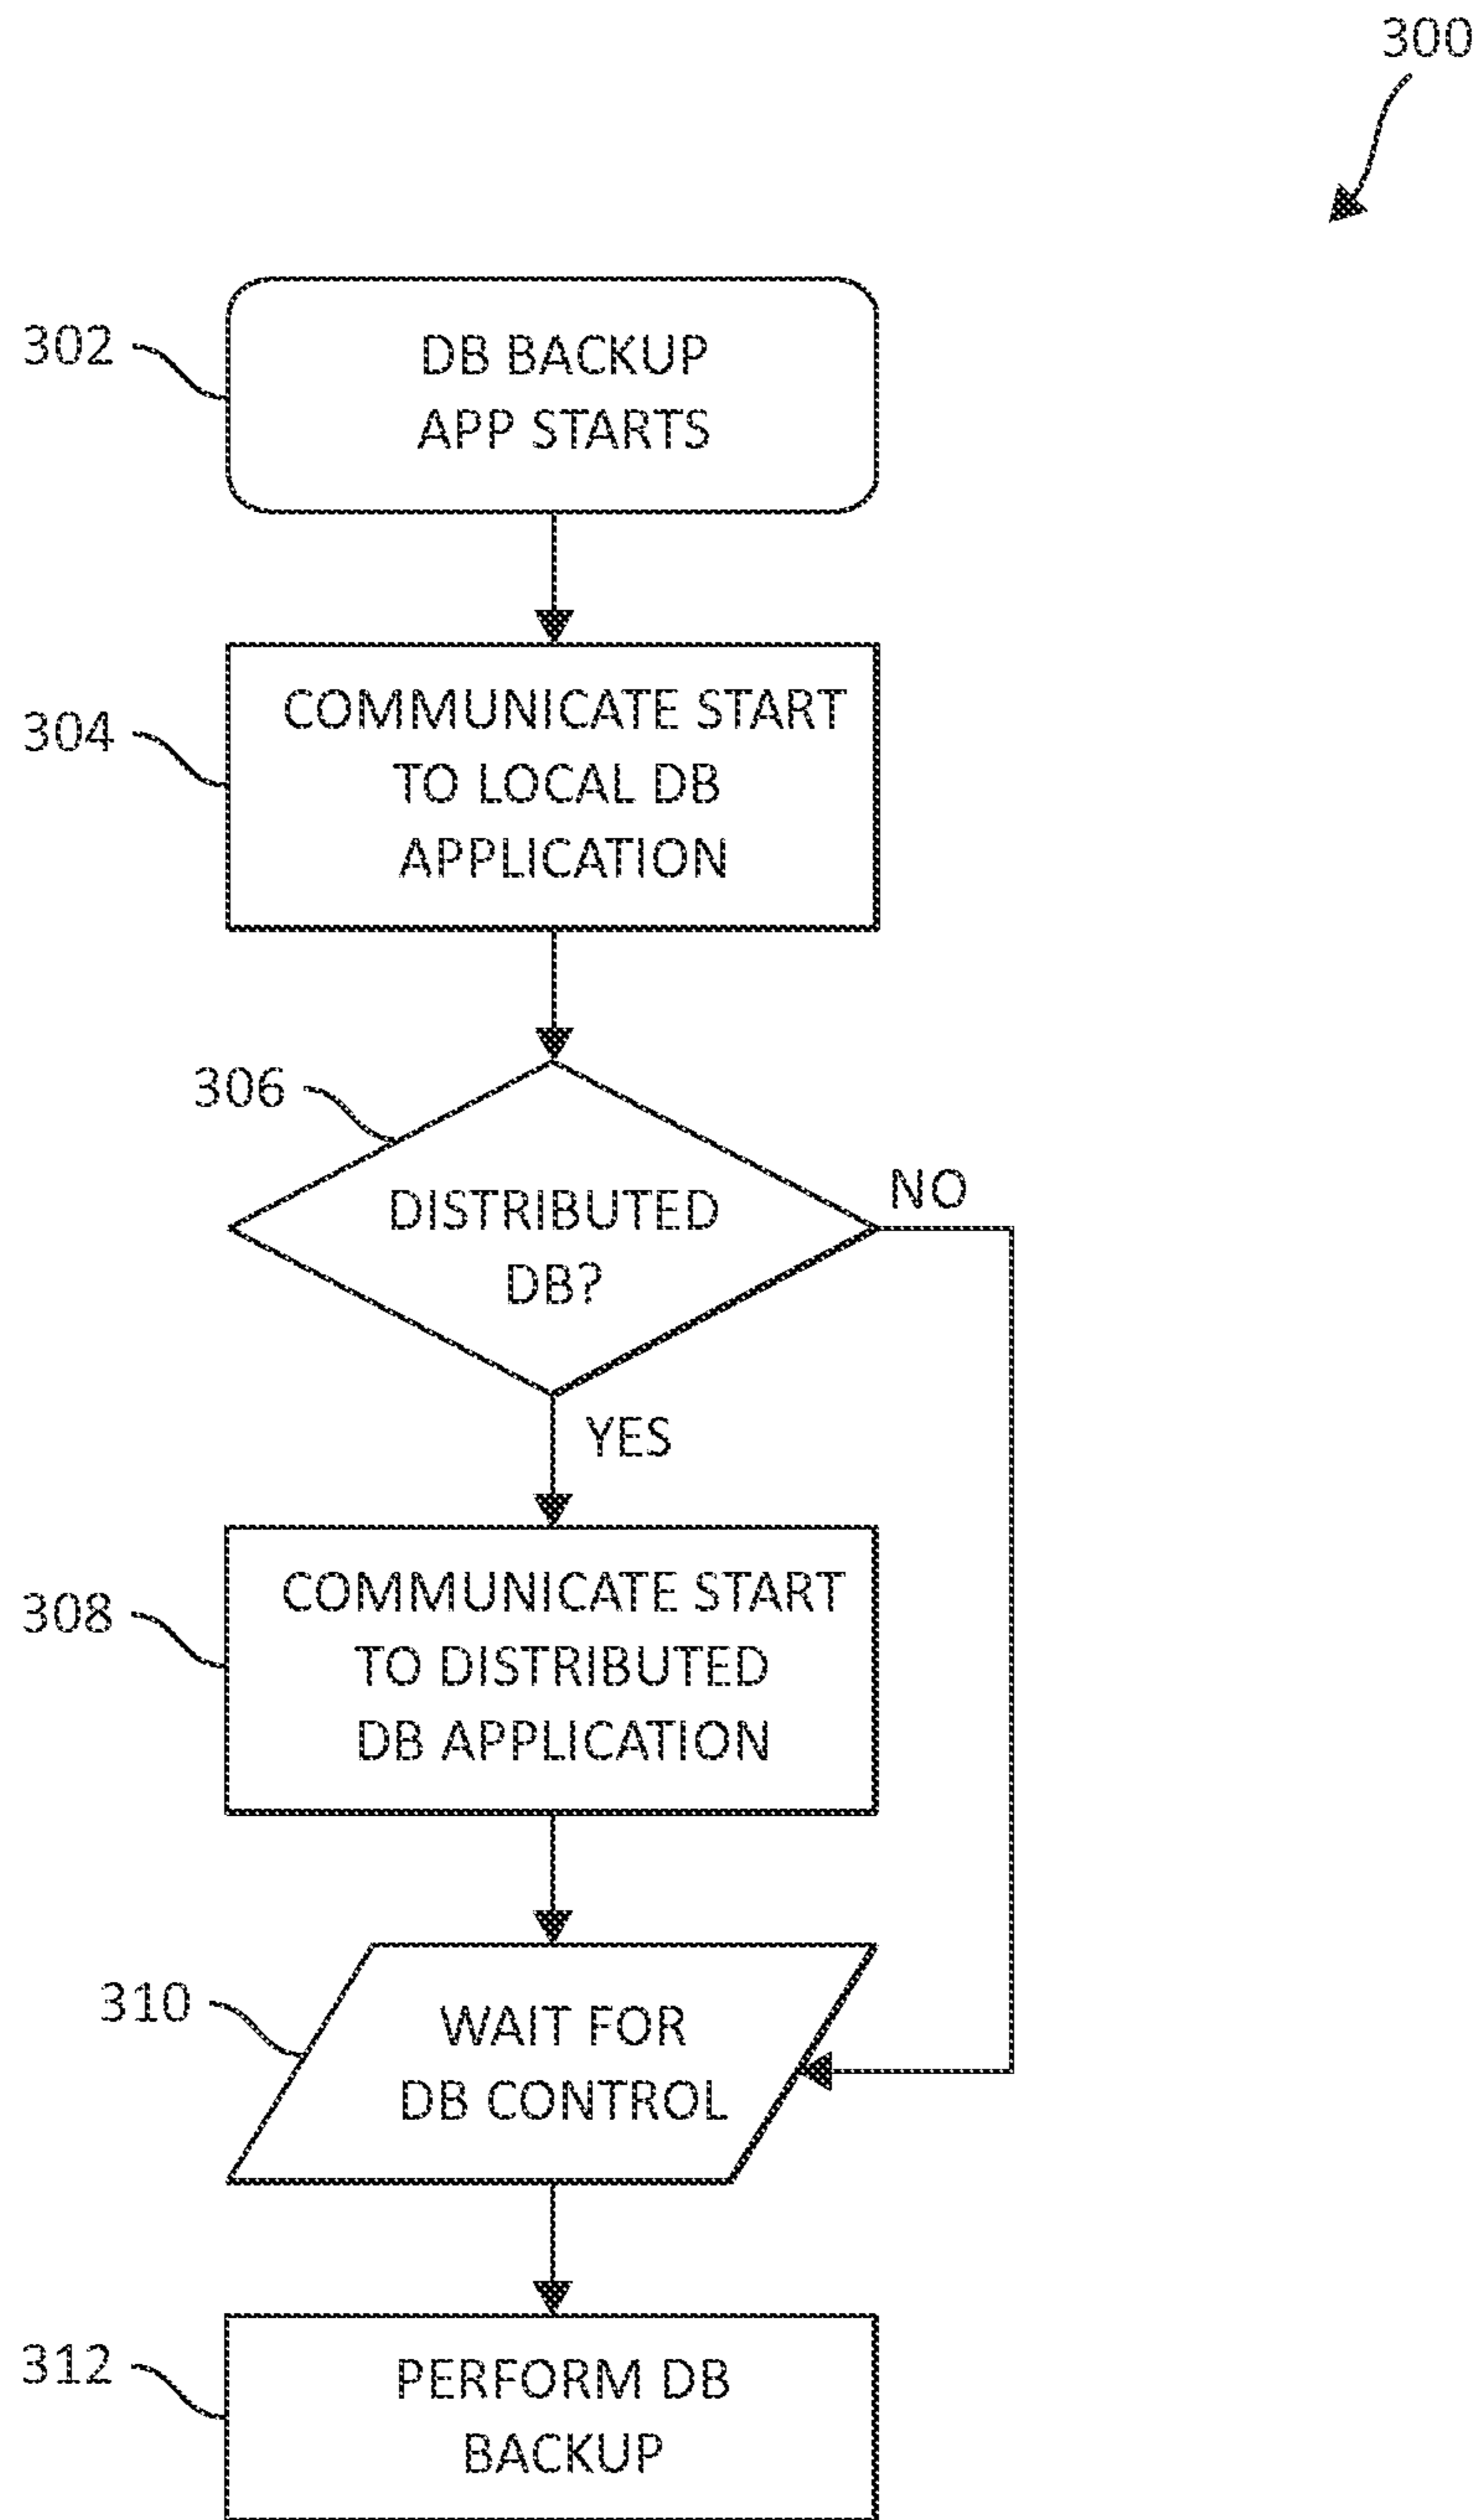 300
302
DB BACKUP
APP STARTS
304
COMMUNICATE START
TO LOCAL DB
APPLICATION
306
DISTRIBUTED
DB?
NO
YES
308
COMMUNICATE START
TO DISTRIBUTED
DB APPLICATION
310
WAIT FOR
DB CONTROL
312
PERFORM DB
BACKUP